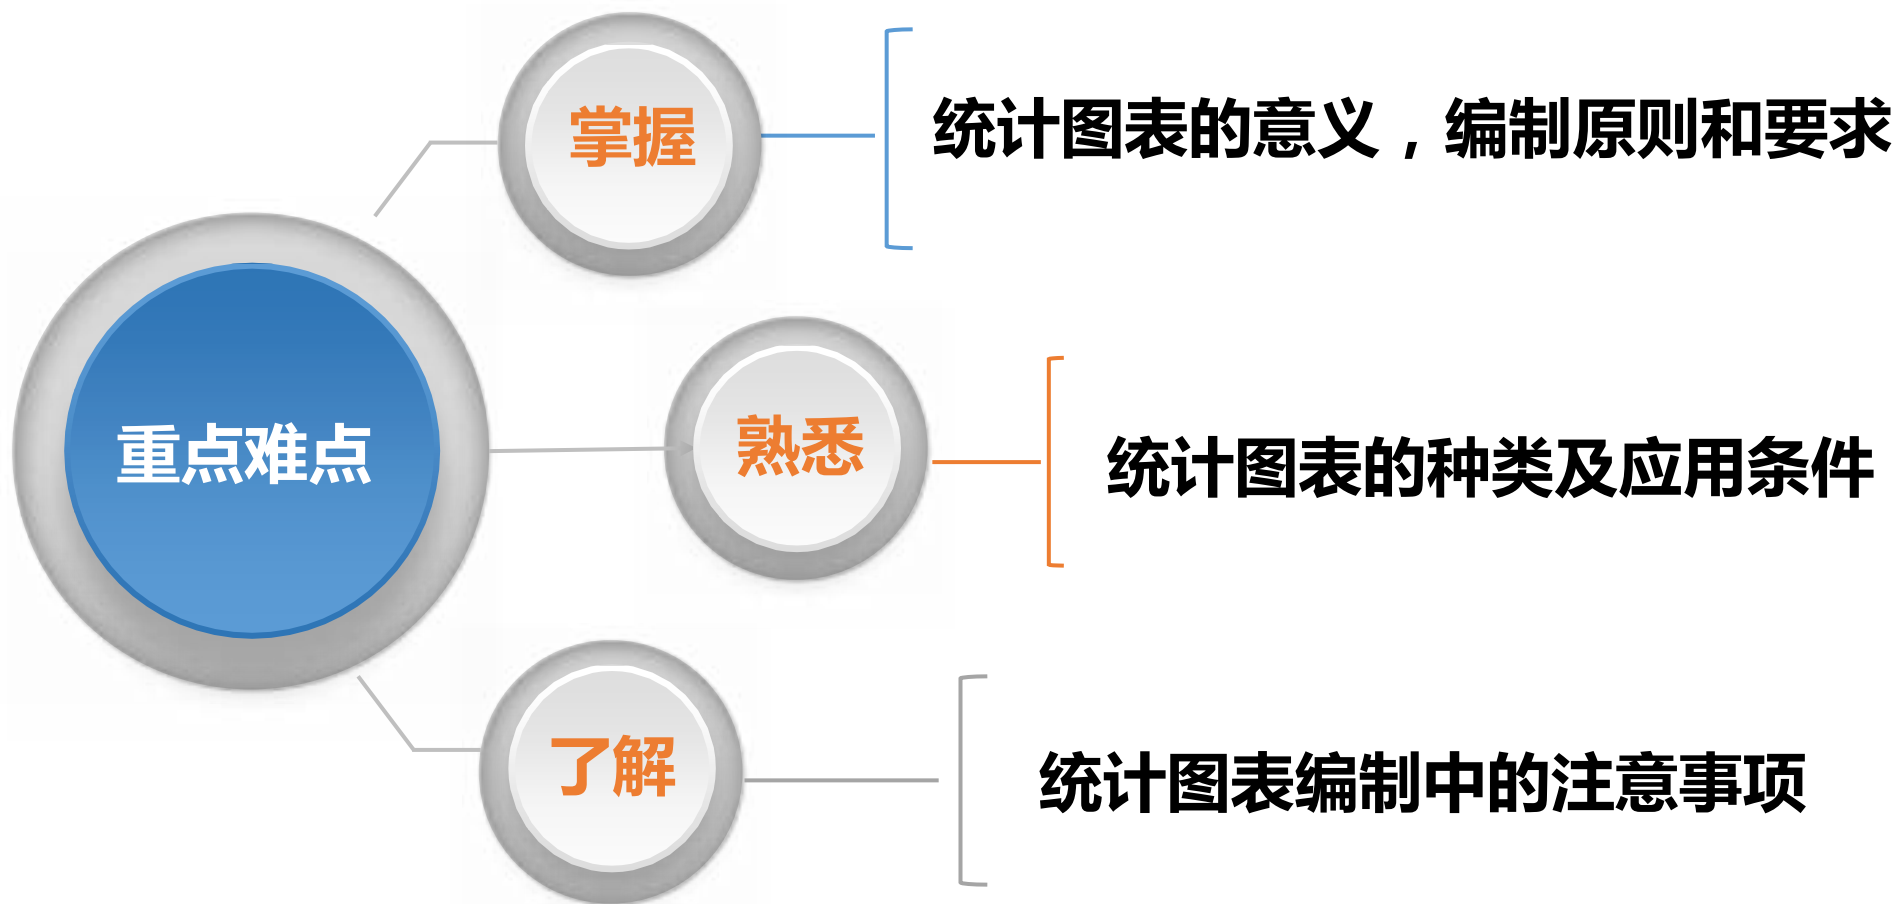 重点难点
掌握
统计图表的意义，编制原则和要求
熟悉
统计图表的种类及应用条件
了解
统计图表编制中的注意事项